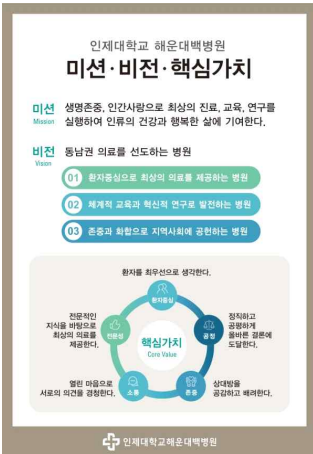 인제대학교 해운대백병원
미션·비전·핵심가치
미션
Mission
생명존중, 인간사랑으로 최상의 진료, 교육, 연구를
실행하여 인류의 건강과 행복한 삶에 기여한다.
비전
Vision
동남권 의료를 선도하는 병원
01 환자중심으로 최상의 의료를 제공하는 병원
02 체계적 교육과 혁신적 연구로 발전하는 병원
03 존중과 화합으로 지역사회에 공헌하는 병원
환자를 최우선으로 생각한다.
환자중심
전문적인
지식을 바탕으로
최상의 의료를
제공한다.
전문성
정직하고
공평하게
올바른 결론에
도달한다.
공정
핵심가치
Core Value
열린 마음으로
서로의 의견을 경청한다.
소통
상대방을
공감하고 배려한다.
존중
인제대학교해운대백병원